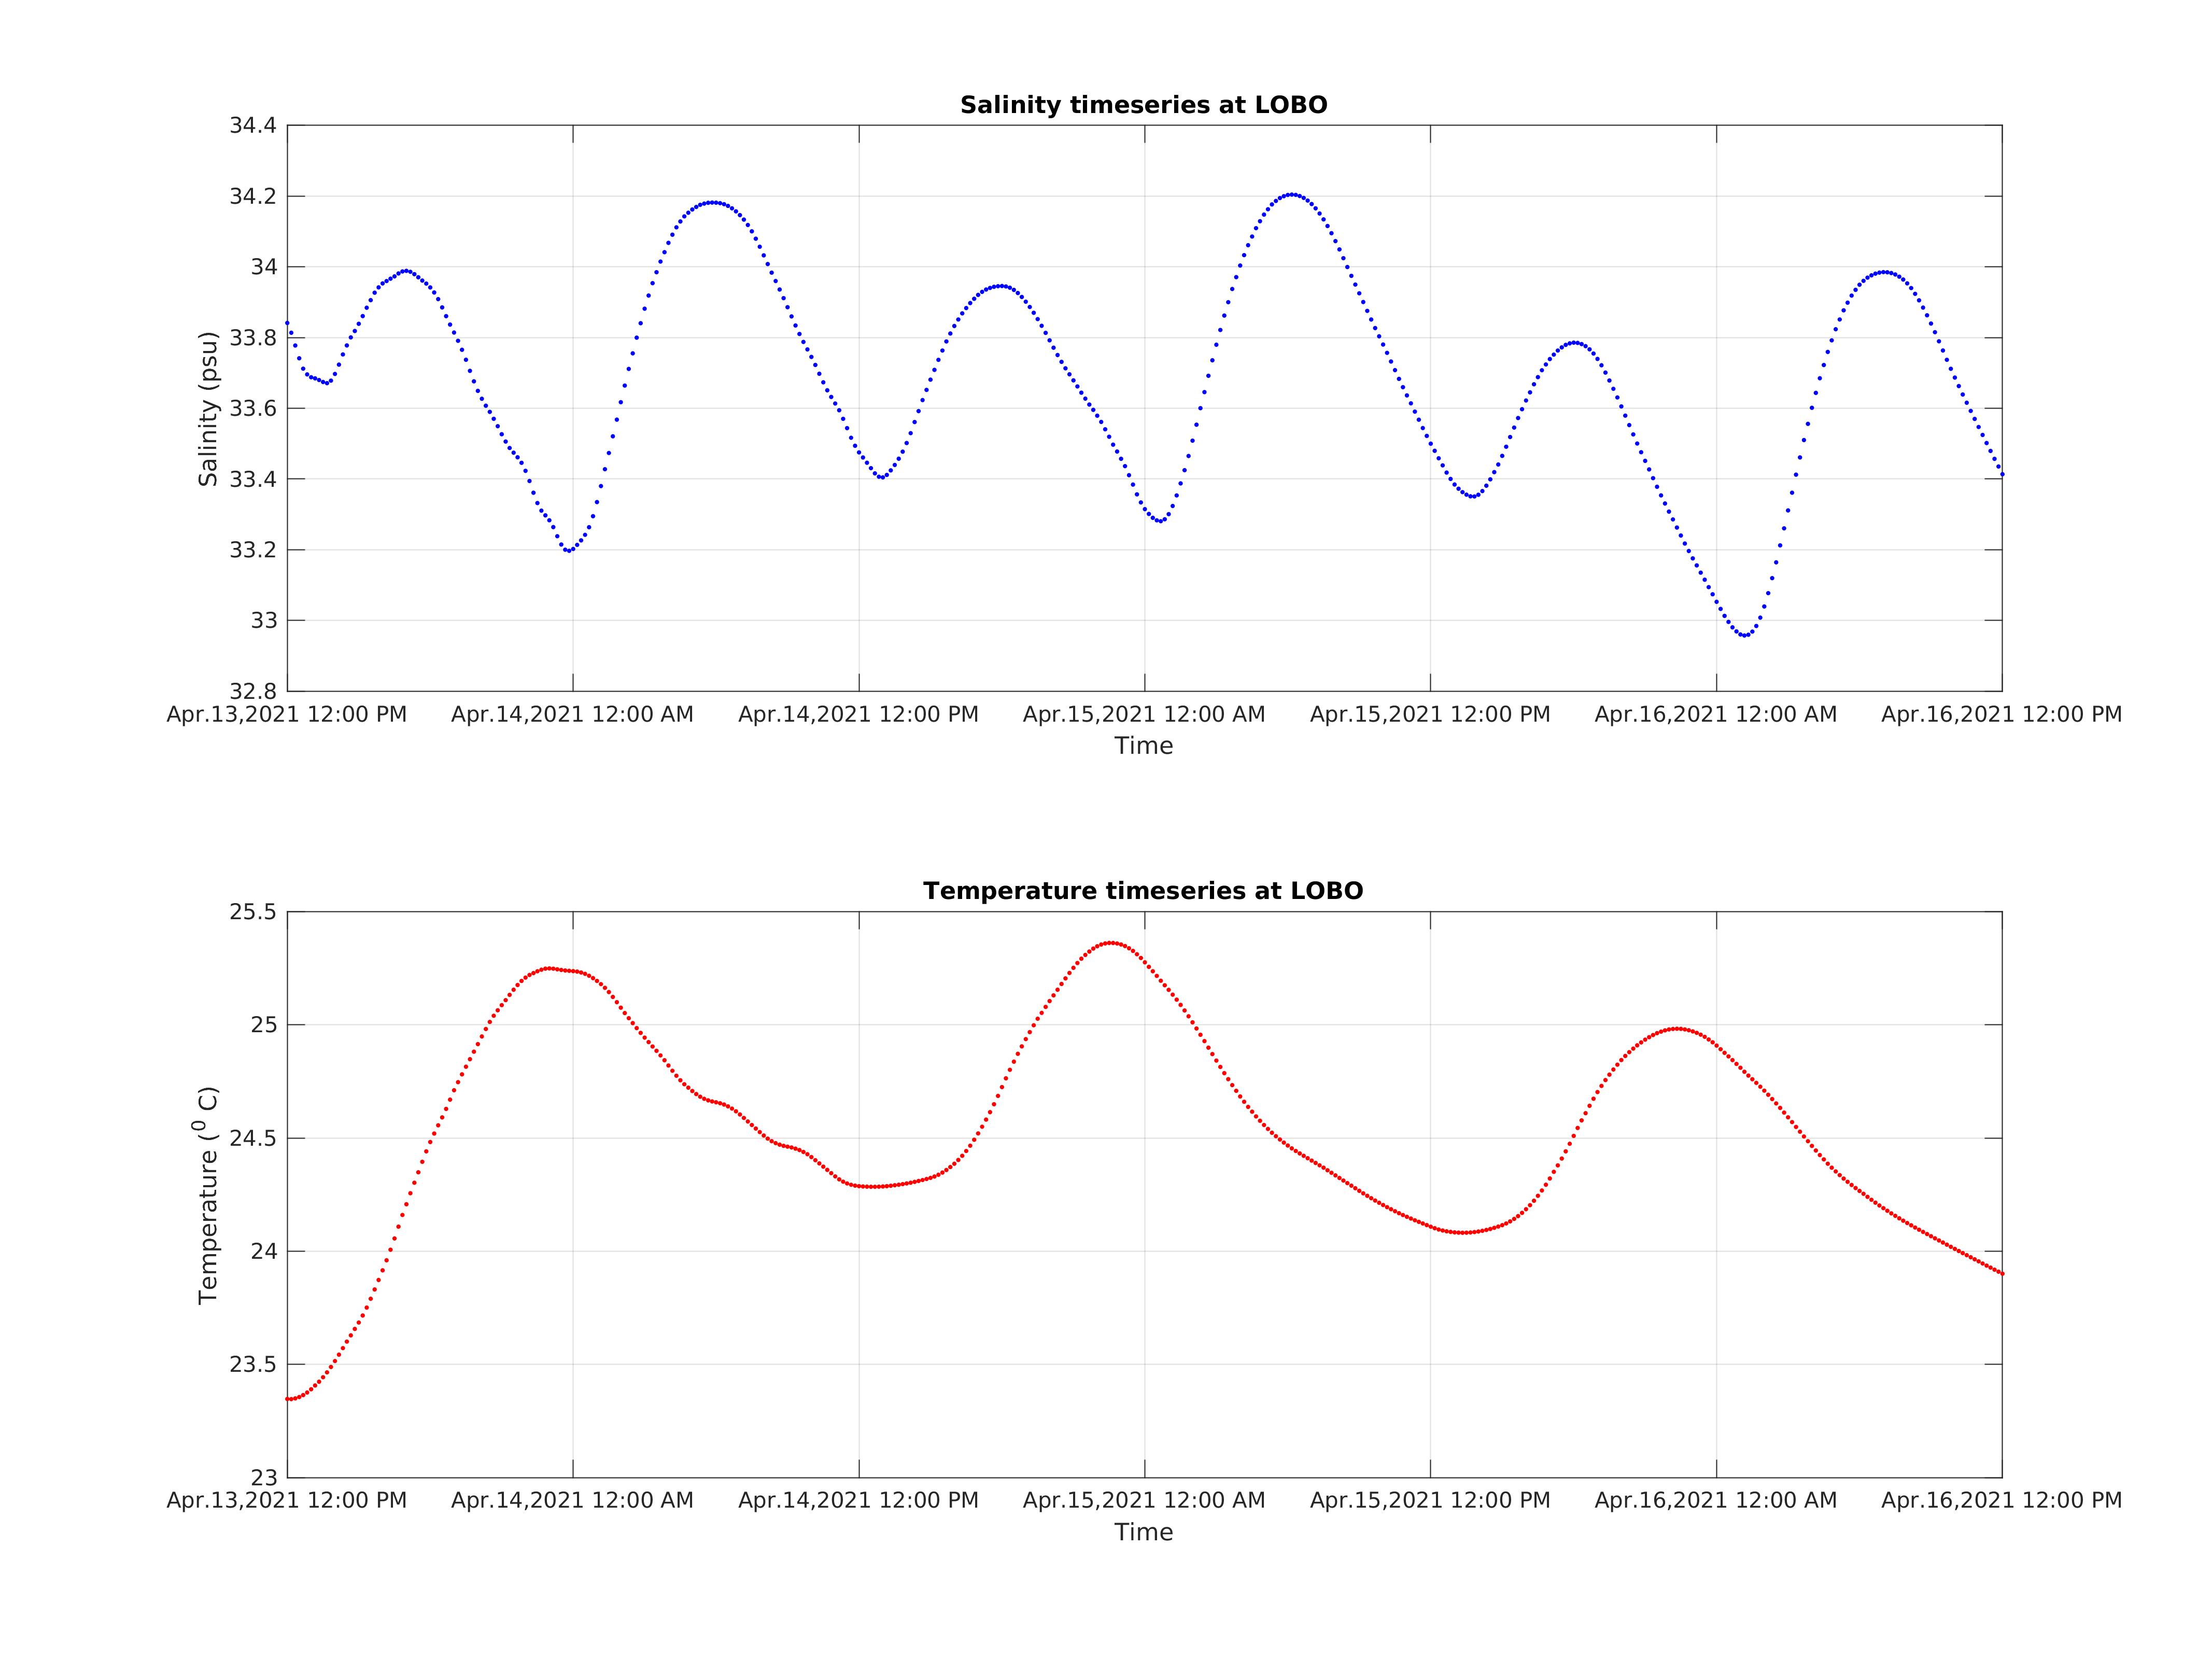 Salinity timeseries at LOBO
34.4
34.2
34
33.8
33.6
33.4
33.2
33
32.8
Salinity (psu)
Apr.13,2021 12:00 PM Apr.14,2021 12:00 AM Apr.14,2021 12:00 PM Apr.15,2021 12:00 AM Apr.15,2021 12:00 PM Apr.16,2021 12:00 AM Apr.16,2021 12:00 PM
Time
Temperature timeseries at LOBO
25.5
25
24.5
24
23.5
23
Temperature (⁰ C)
Apr.13,2021 12:00 PM Apr.14,2021 12:00 AM Apr.14,2021 12:00 PM Apr.15,2021 12:00 AM Apr.15,2021 12:00 PM Apr.16,2021 12:00 AM Apr.16,2021 12:00 PM
Time